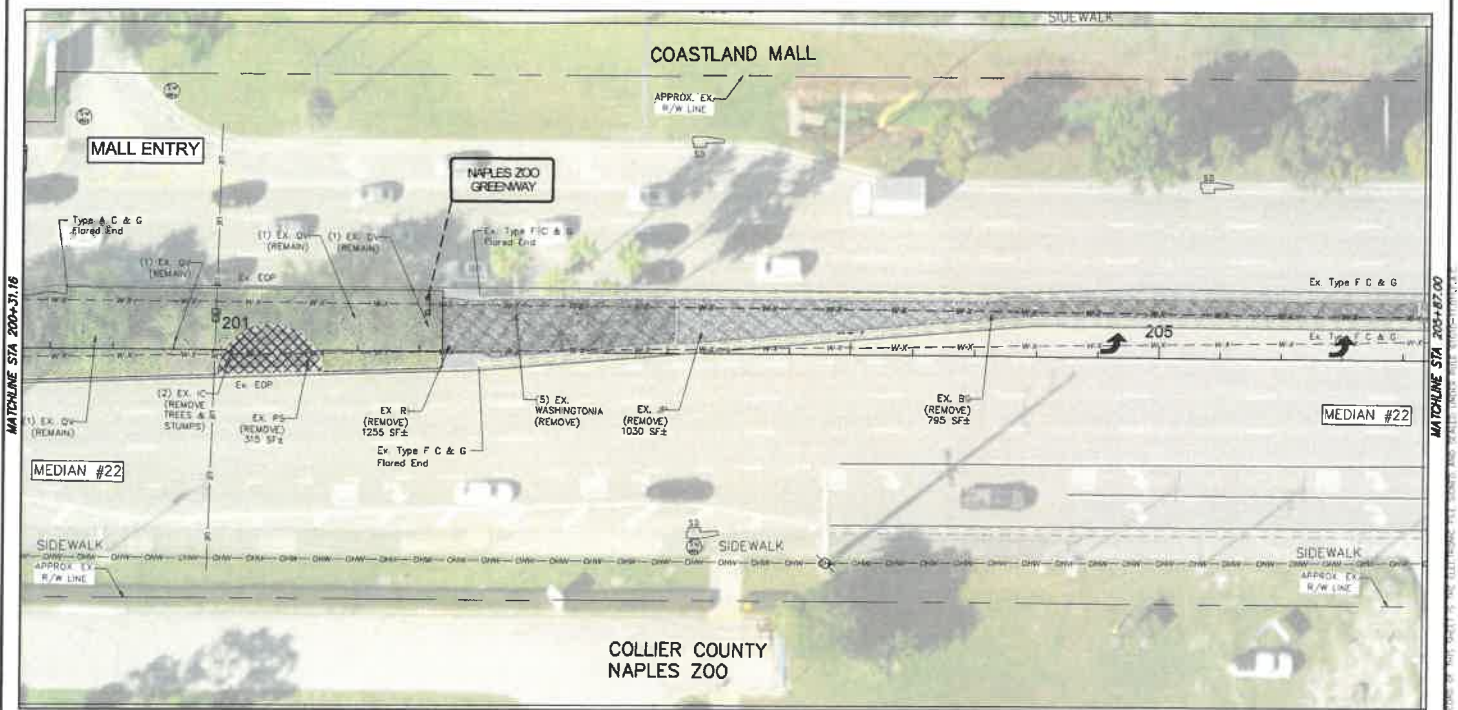 SIDEWALK
COASTLAND MALL
APPROX. EX.
R/W LINE
MALL ENTRY
SD
SD
NAPLES ZOO
GREENWAY
Type A C & G
Flared End
(1) EX. QV
(REMAIN)
(1) EX. QV
(REMAIN)
Ex. Type F C & G
Flared End
(1) EX. QV
(REMAIN)
Ex. EOP
Ex. Type F C & G
MATCHLINE STA 200+31.16
MATCHLINE STA 205+87.00
201
205
Ex. Type F C & G
(1) EX. QV
(REMAIN)
(2) EX. IC
(REMOVE
TREES &
STUMPS)
Ex. EOP
EX. PS
(REMOVE)
315 SF±
EX R
(REMOVE)
1255 SF±
Ex. Type F C & G
Flared End
(5) EX.
WASHINGTONIA
(REMOVE)
EX. J
(REMOVE)
1030 SF±
EX. BG
(REMOVE)
795 SF±
MEDIAN #22
MEDIAN #22
SIDEWALK
SD
SIDEWALK
SIDEWALK
APPROX. EX
R/W LINE
APPROX. EX
R/W LINE
COLLIER COUNTY
NAPLES ZOO